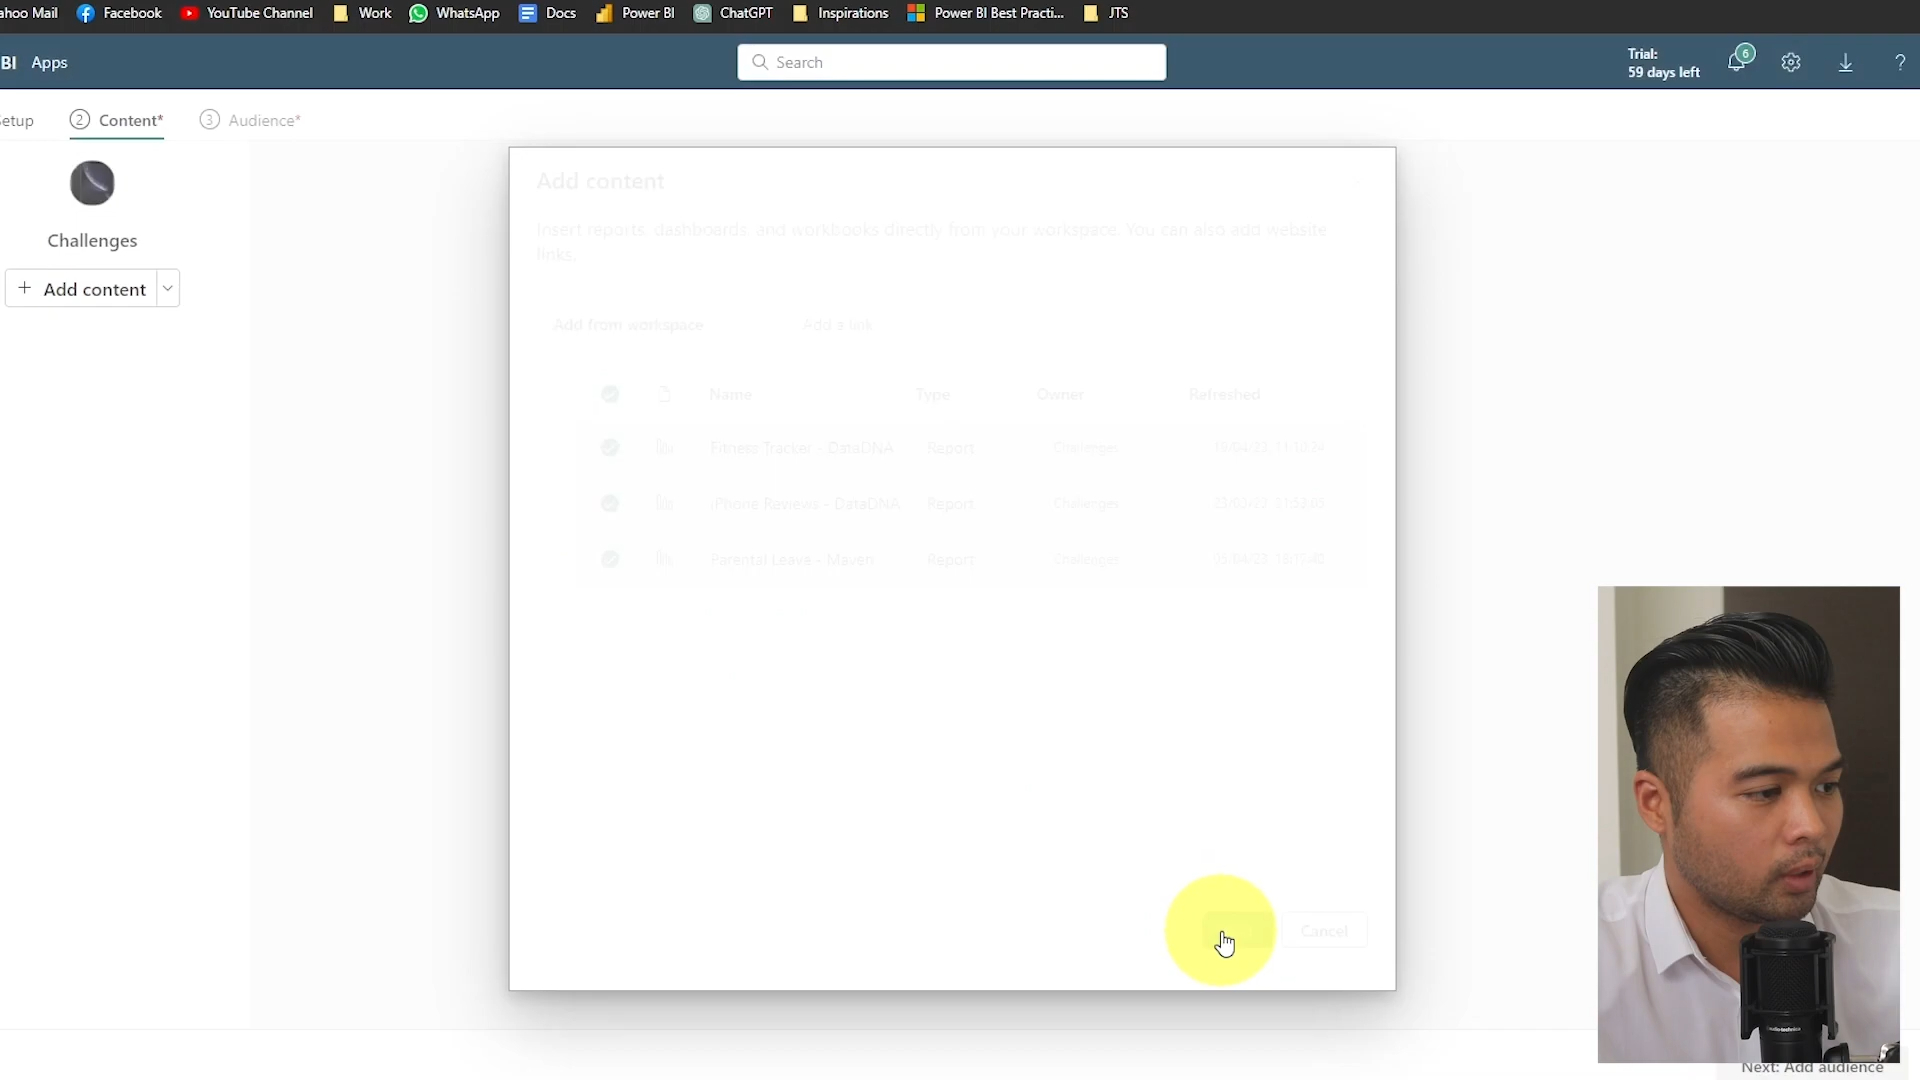 ahoo Mail Facebook YouTube Channel Work WhatsApp Docs Power BI ChatGPT Inspirations Power BI Best Practi... JTS
BI Apps Search Trial: 59 days left 6 ?
Setup 2 Content* 3 Audience*
Challenges
+ Add content
Add content
Insert reports, dashboards, and workbooks directly from your workspace. You can also add website
links.
Add from workspace Add a link
Name Type Owner Refreshed
Fitness Tracker - DataDNA Report Challenges
iPhone Reviews - DataDNA Report Challenges
Parental Leave - Maven Report Challenges
Cancel
audio-technica
Next: Add audience